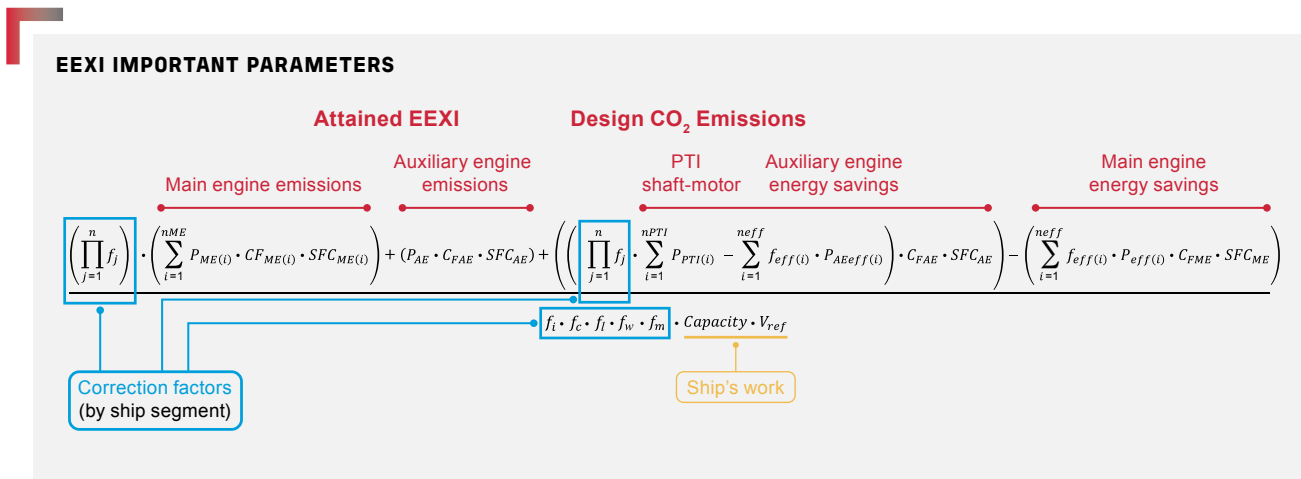 EEXI IMPORTANT PARAMETERS
Attained EEXI Design CO₂ Emissions
Main engine emissions
Auxiliary engine
emissions
PTI
shaft-motor
Auxiliary engine
energy savings
Main engine
energy savings
(∏_{j=1}^{n} f_j) · (∑_{i=1}^{nME} P_{ME(i)} · CF_{ME(i)} · SFC_{ME(i)}) + (P_{AE} · C_{FAE} · SFC_{AE}) + ((( ∏_{j=1}^{n} f_j · ∑_{i=1}^{nPTI} P_{PTI(i)} − ∑_{i=1}^{neff} f_{eff(i)} · P_{AEeff(i)}) · C_{FAE} · SFC_{AE}) − (∑_{i=1}^{neff} f_{eff(i)} · P_{eff(i)} · C_{FME} · SFC_{ME})
f_i · f_c · f_l · f_w · f_m · Capacity · V_{ref}
Correction factors
(by ship segment)
Ship's work